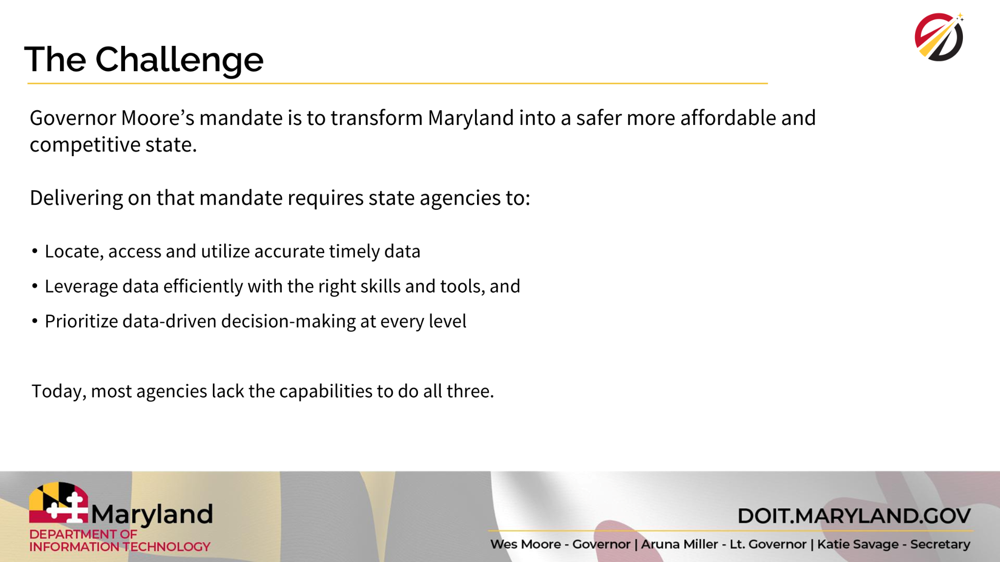 The Challenge
Governor Moore’s mandate is to transform Maryland into a safer more affordable and
competitive state.
Delivering on that mandate requires state agencies to:
• Locate, access and utilize accurate timely data
• Leverage data efficiently with the right skills and tools, and
• Prioritize data-driven decision-making at every level
Today, most agencies lack the capabilities to do all three.
Maryland
DEPARTMENT OF
INFORMATION TECHNOLOGY
DOIT.MARYLAND.GOV
Wes Moore - Governor | Aruna Miller - Lt. Governor | Katie Savage - Secretary